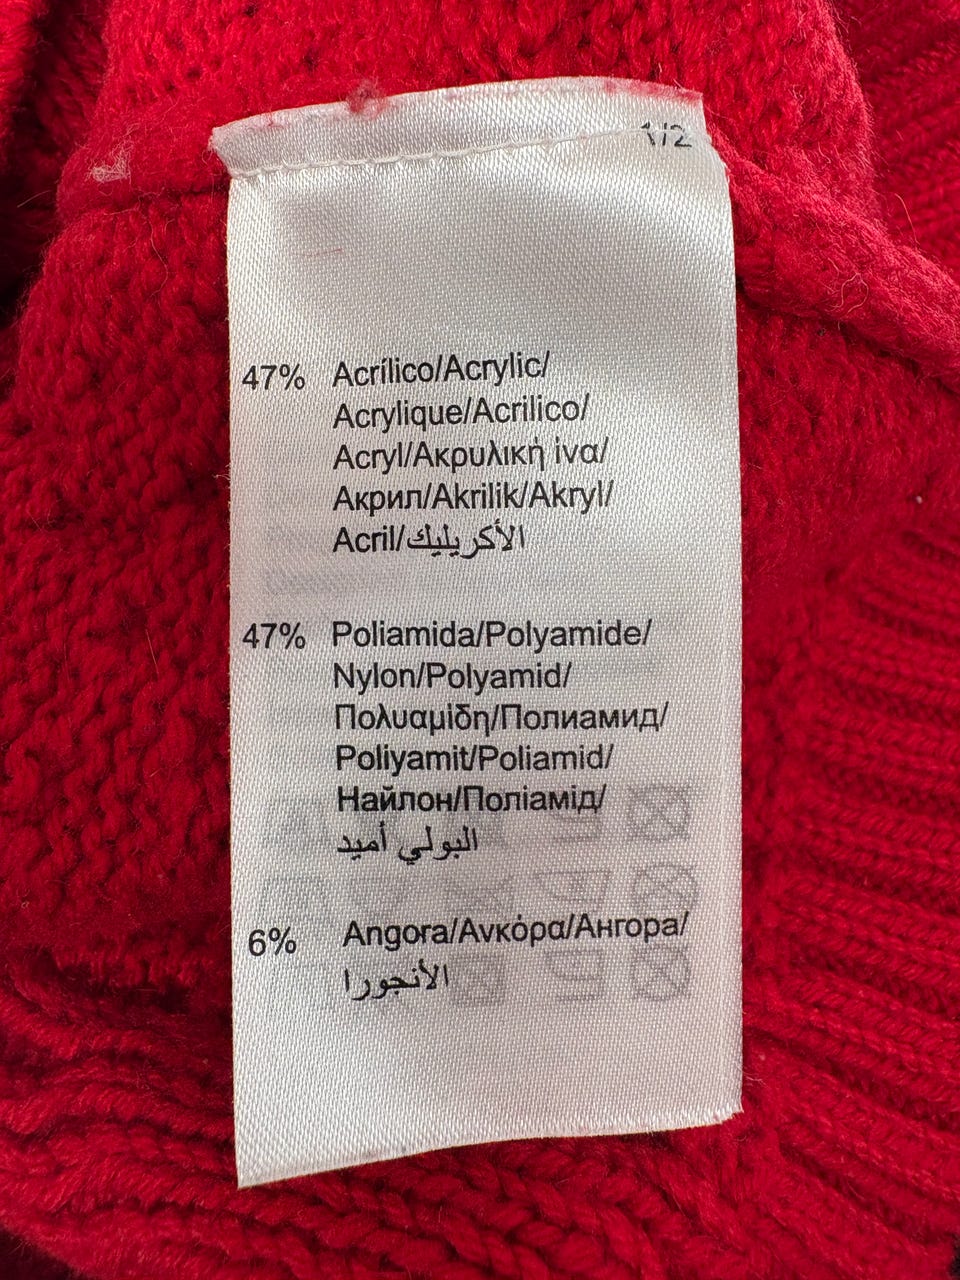 1/2
47% Acrílico/Acrylic/
Acrylique/Acrilico/
Acryl/Ακρυλική ίνα/
Акрил/Akrilik/Akryl/
Acril/الأكريليك
47% Poliamida/Polyamide/
Nylon/Polyamid/
Πολυαμίδη/Полиамид/
Poliyamit/Poliamid/
Найлон/Поліамід/
البولي أميد
6% Angora/Ανκόρα/Ангора/
الأنجورا